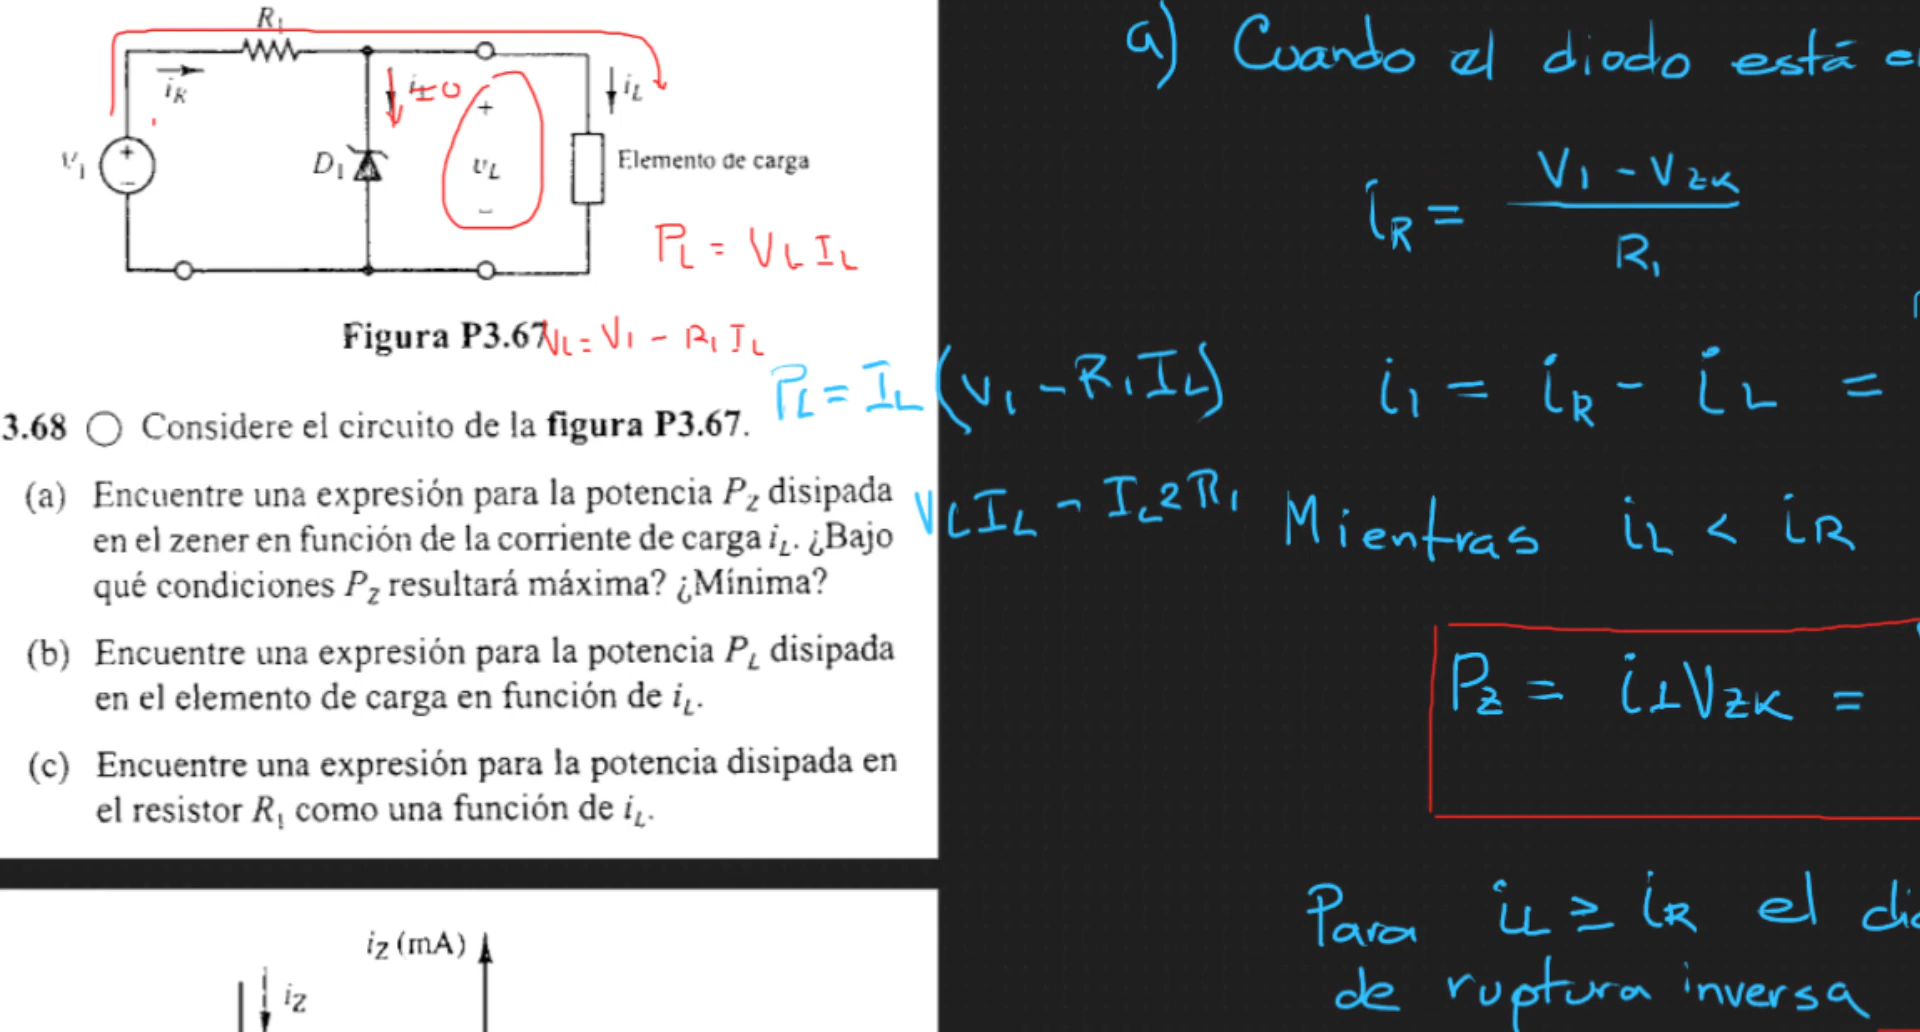 R₁
iR
i1=0
+
iL
V₁
+
−
D₁
vL
−
Elemento de carga
PL = VL IL
Figura P3.67
VL = V1 − R1 IL
PL = IL (V1 − R1 IL)
3.68 ○ Considere el circuito de la figura P3.67.
(a) Encuentre una expresión para la potencia PZ disipada
en el zener en función de la corriente de carga iL. ¿Bajo
qué condiciones PZ resultará máxima? ¿Mínima?
VL IL − IL2 R1
(b) Encuentre una expresión para la potencia PL disipada
en el elemento de carga en función de iL.
(c) Encuentre una expresión para la potencia disipada en
el resistor R₁ como una función de iL.
iZ (mA)
iZ
a) Cuando el diodo está
iR = (V1 − VZK) / R1
i1 = iR − iL =
Mientras iL < iR
PZ = i1 VZK =
Para iL ≥ iR el
de ruptura inversa